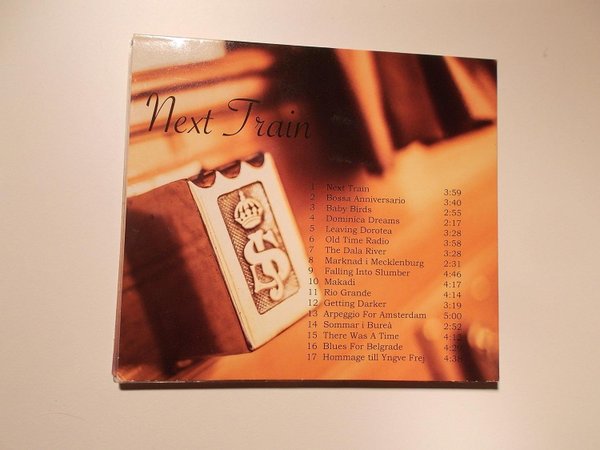 Next Train
1 Next Train 3:59
2 Bossa Anniversario 3:40
3 Baby Birds 2:55
4 Dominica Dreams 2:17
5 Leaving Dorotea 3:28
6 Old Time Radio 3:58
7 The Dala River 3:28
8 Marknad i Mecklenburg 2:31
9 Falling Into Slumber 4:46
10 Makadi 4:17
11 Rio Grande 4:14
12 Getting Darker 3:19
13 Arpeggio For Amsterdam 5:00
14 Sommar i Bureå 2:52
15 There Was A Time
16 Blues For Belgrade
17 Hommage till Yngve Frej 4:38